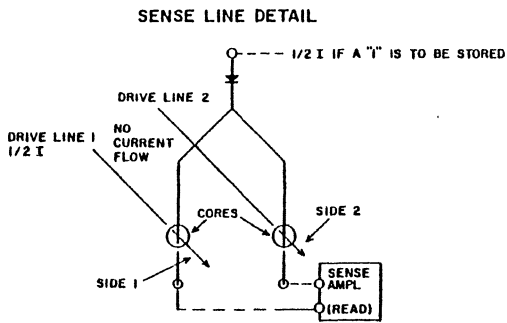 SENSE LINE DETAIL
1/2 I IF A "1" IS TO BE STORED
DRIVE LINE 2
DRIVE LINE 1
1/2 I
NO
CURRENT
FLOW
CORES
SIDE 2
SIDE 1
SENSE
AMPL
(READ)